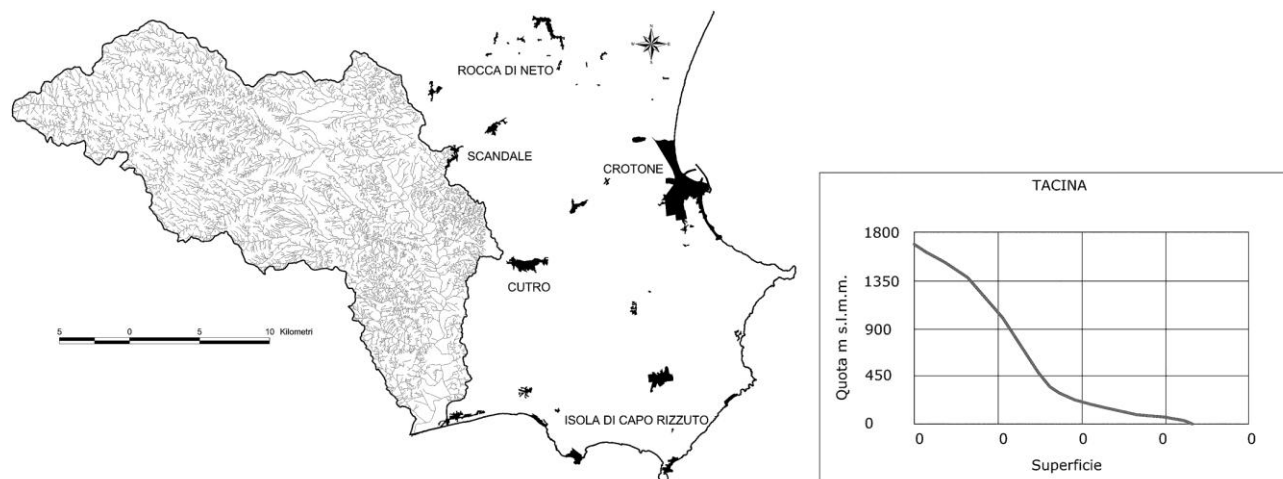 ROCCA DI NETO
SCANDALE
CROTONE
CUTRO
ISOLA DI CAPO RIZZUTO
5 0 5 10 Kilometri
TACINA
Quota m s.l.m.m.
1800
1350
900
450
0
0 0 0 0 0
Superficie